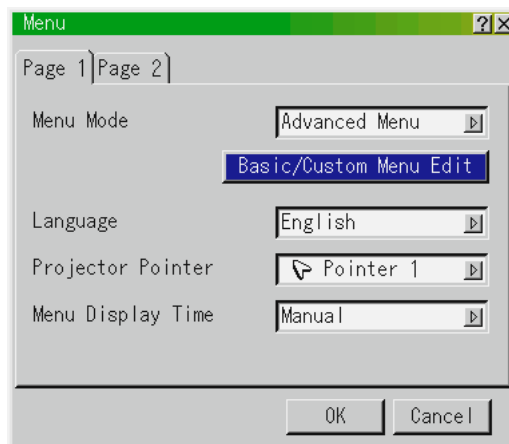 Menu ? X
Page 1 Page 2
Menu Mode Advanced Menu
Basic/Custom Menu Edit
Language English
Projector Pointer Pointer 1
Menu Display Time Manual
OK Cancel